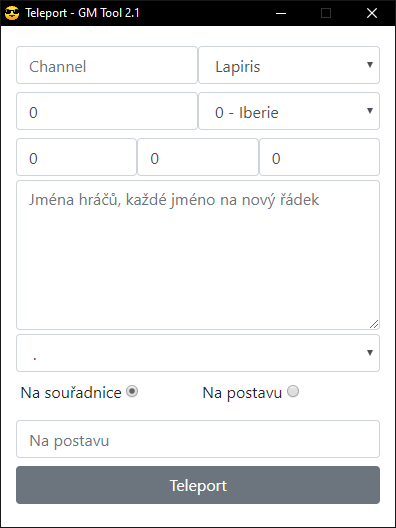 Teleport - GM Tool 2.1
Channel
Lapiris
0
0 - Iberie
0 0 0
Jména hráčů, každé jméno na nový řádek
.
Na souřadnice Na postavu
Na postavu
Teleport